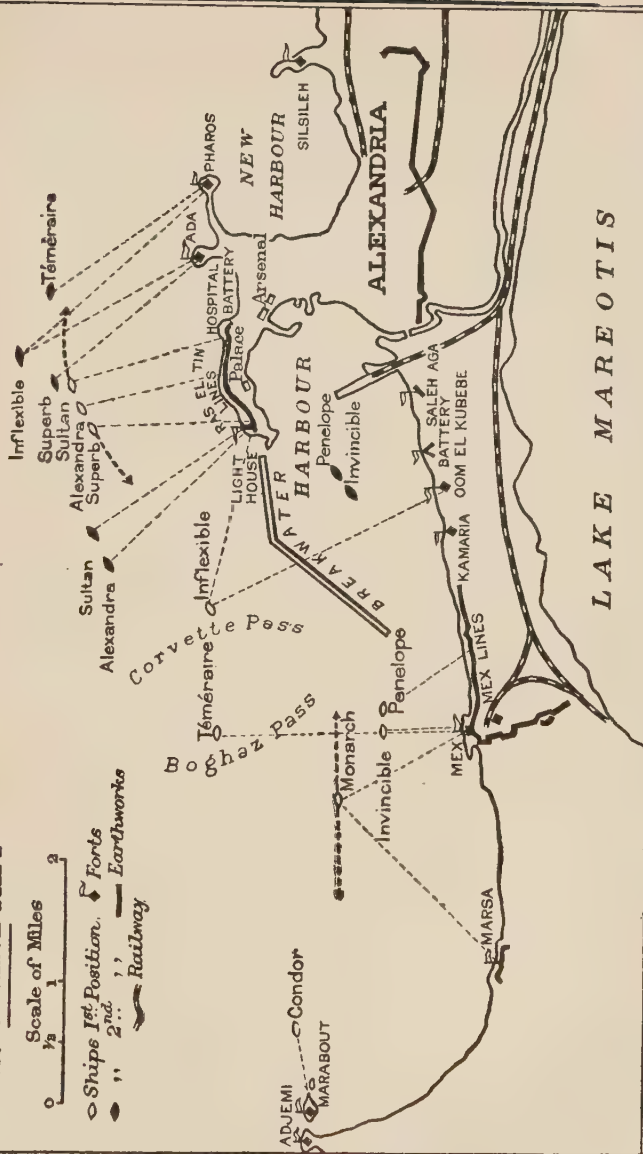 Scale of Miles
0 ½ 1 2
Ships 1st Position. Forts
,, 2nd ,, Earthworks
Railway
Inflexible
Téméraire
Superb
Sultan
Alexandra
Superb
Sultan
Alexandra
PHAROS
ADA
NEW
HARBOUR
SILSILEH
HOSPITAL
BATTERY
Arsenal
RAS EL TIN
LINES
Palace
LIGHT
HOUSE
ALEXANDRIA
Inflexible
Corvette Pass
Téméraire
Boghaz Pass
BREAKWATER
HARBOUR
Penelope
Invincible
Penelope
Monarch
Invincible
SALEH AGA
BATTERY
OOM EL KUBEBE
KAMARIA
MEX LINES
MEX
MARSA
Condor
ADJEMI
MARABOUT
LAKE MAREOTIS